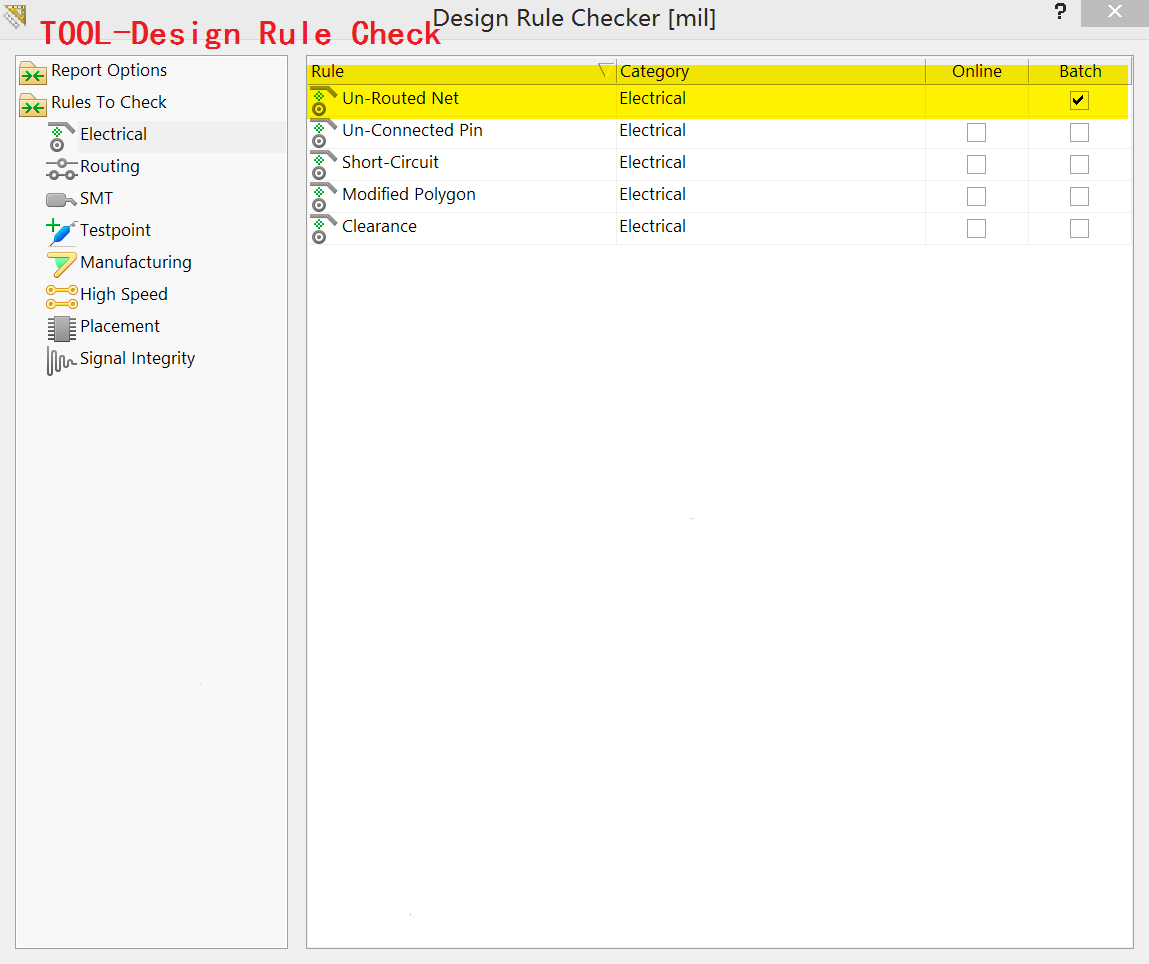 Design Rule Checker [mil]
?
TOOL-Design Rule Check
Report Options
Rules To Check
Electrical
Routing
SMT
Testpoint
Manufacturing
High Speed
Placement
Signal Integrity
Rule Category Online Batch
Un-Routed Net Electrical
Un-Connected Pin Electrical
Short-Circuit Electrical
Modified Polygon Electrical
Clearance Electrical